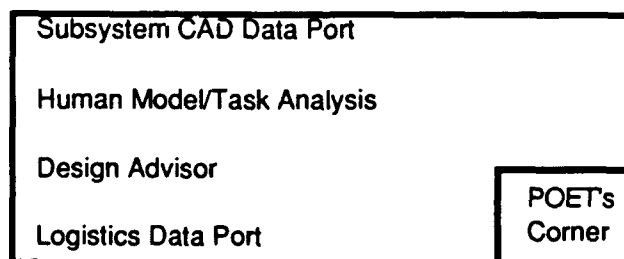 Subsystem CAD Data Port
Human Model/Task Analysis
Design Advisor
Logistics Data Port
POET's
Corner